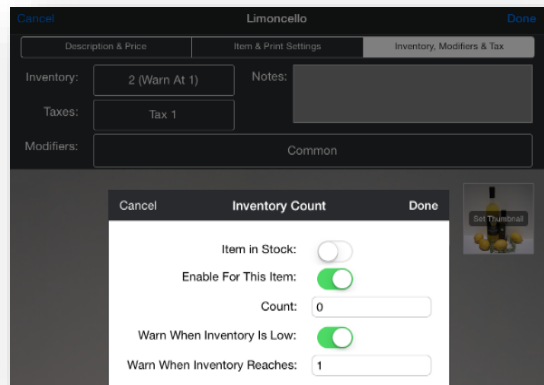 Cancel Limoncello Done
Description & Price Item & Print Settings Inventory, Modifiers & Tax
Inventory: 2 (Warn At 1) Notes:
Taxes: Tax 1
Modifiers: Common
Set Thumbnail
Cancel Inventory Count Done
Item in Stock:
Enable For This Item:
Count: 0
Warn When Inventory Is Low:
Warn When Inventory Reaches: 1